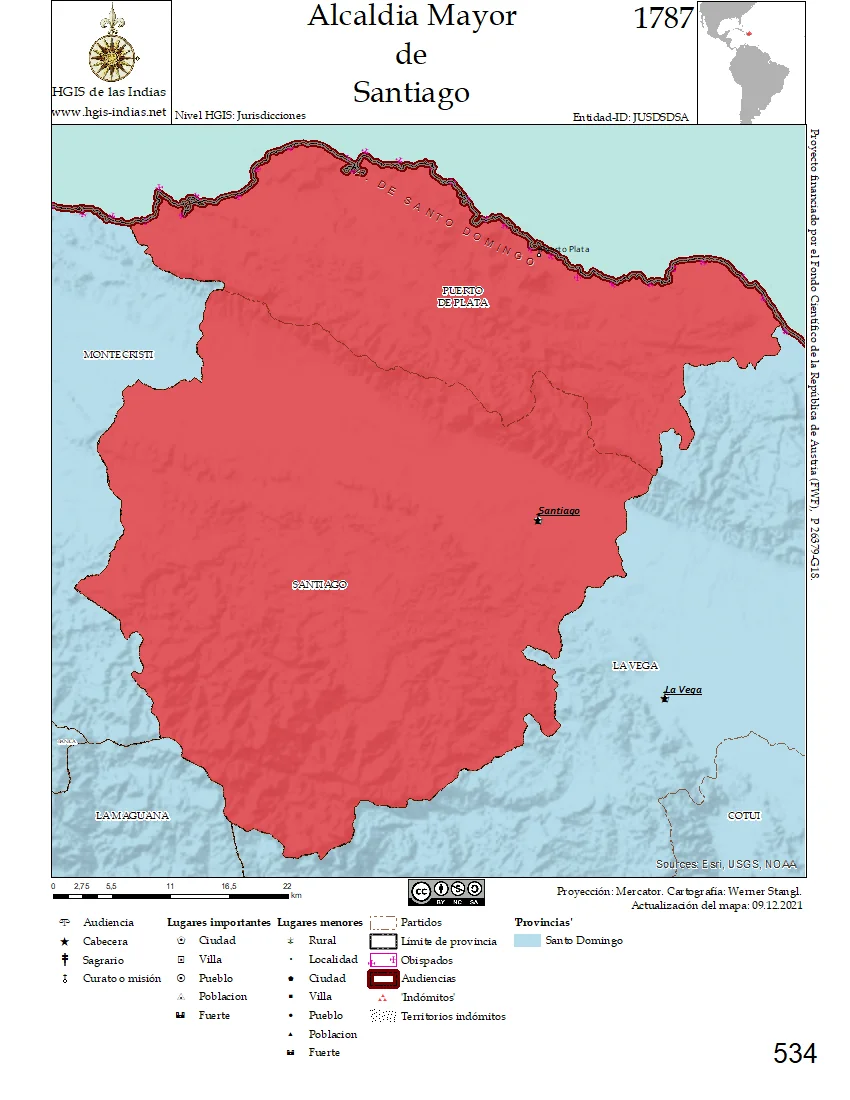 Alcaldia Mayor
de
Santiago
1787
HGIS de las Indias
www.hgis-indias.net
Nivel HGIS: Jurisdicciones
Entidad-ID: JUSDSDSA
DE SANTO DOMINGO
Plata
PUERTO
DE PLATA
MONTECRISTI
Santiago
SANTIAGO
LA VEGA
La Vega
LA MAGUANA
COTUI
Sources: Esri, USGS, NOAA
Proyecto financiado por el Fondo Científico de la República de Austria (FWF), P 26379-G18.
0 2,75 5,5 11 16,5 22
km
CC BY NC SA
Proyección: Mercator. Cartografía: Werner Stangl.
Actualización del mapa: 09.12.2021
Audiencia
Cabecera
Sagrario
Curato o misión
Lugares importantes
Ciudad
Villa
Pueblo
Poblacion
Fuerte
Lugares menores
Rural
Localidad
Ciudad
Villa
Pueblo
Poblacion
Fuerte
Partidos
Límite de provincia
Obispados
Audiencias
'Indómitos'
Territorios indómitos
'Provincias'
Santo Domingo
534